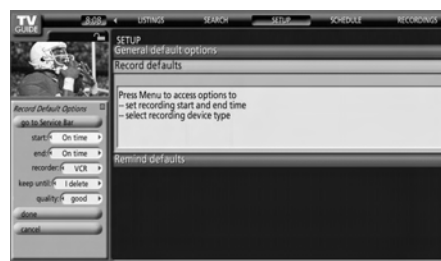 TV
GUIDE
8:08
LISTINGS
SEARCH
SETUP
SCHEDULE
RECORDINGS
SETUP
General default options
Record defaults
Press Menu to access options to
– set recording start and end time
– select recording device type
Remind defaults
Record Default Options
go to Service Bar
start: On time
end: On time
recorder: VCR
keep until: I delete
quality: good
done
cancel